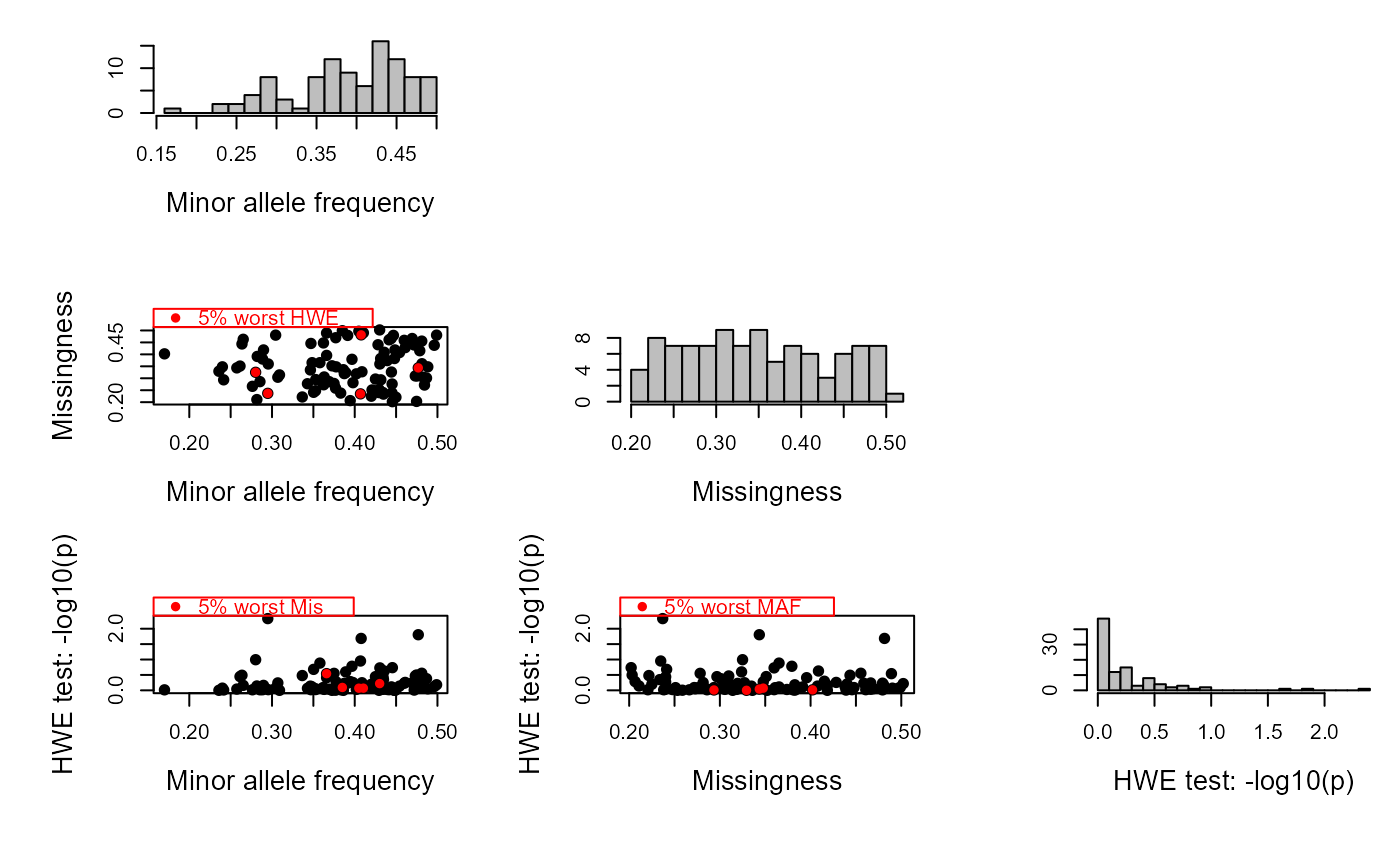 0 10
0.15 0.25 0.35 0.45
Minor allele frequency
Missingness
0.20 0.45
5% worst HWE
0.20 0.30 0.40 0.50
Minor allele frequency
0 4 8
0.20 0.30 0.40 0.50
Missingness
HWE test: -log10(p)
0.0 2.0
5% worst Mis
0.20 0.30 0.40 0.50
Minor allele frequency
HWE test: -log10(p)
0.0 2.0
5% worst MAF
0.20 0.30 0.40 0.50
Missingness
0 30
0.0 0.5 1.0 1.5 2.0
HWE test: -log10(p)